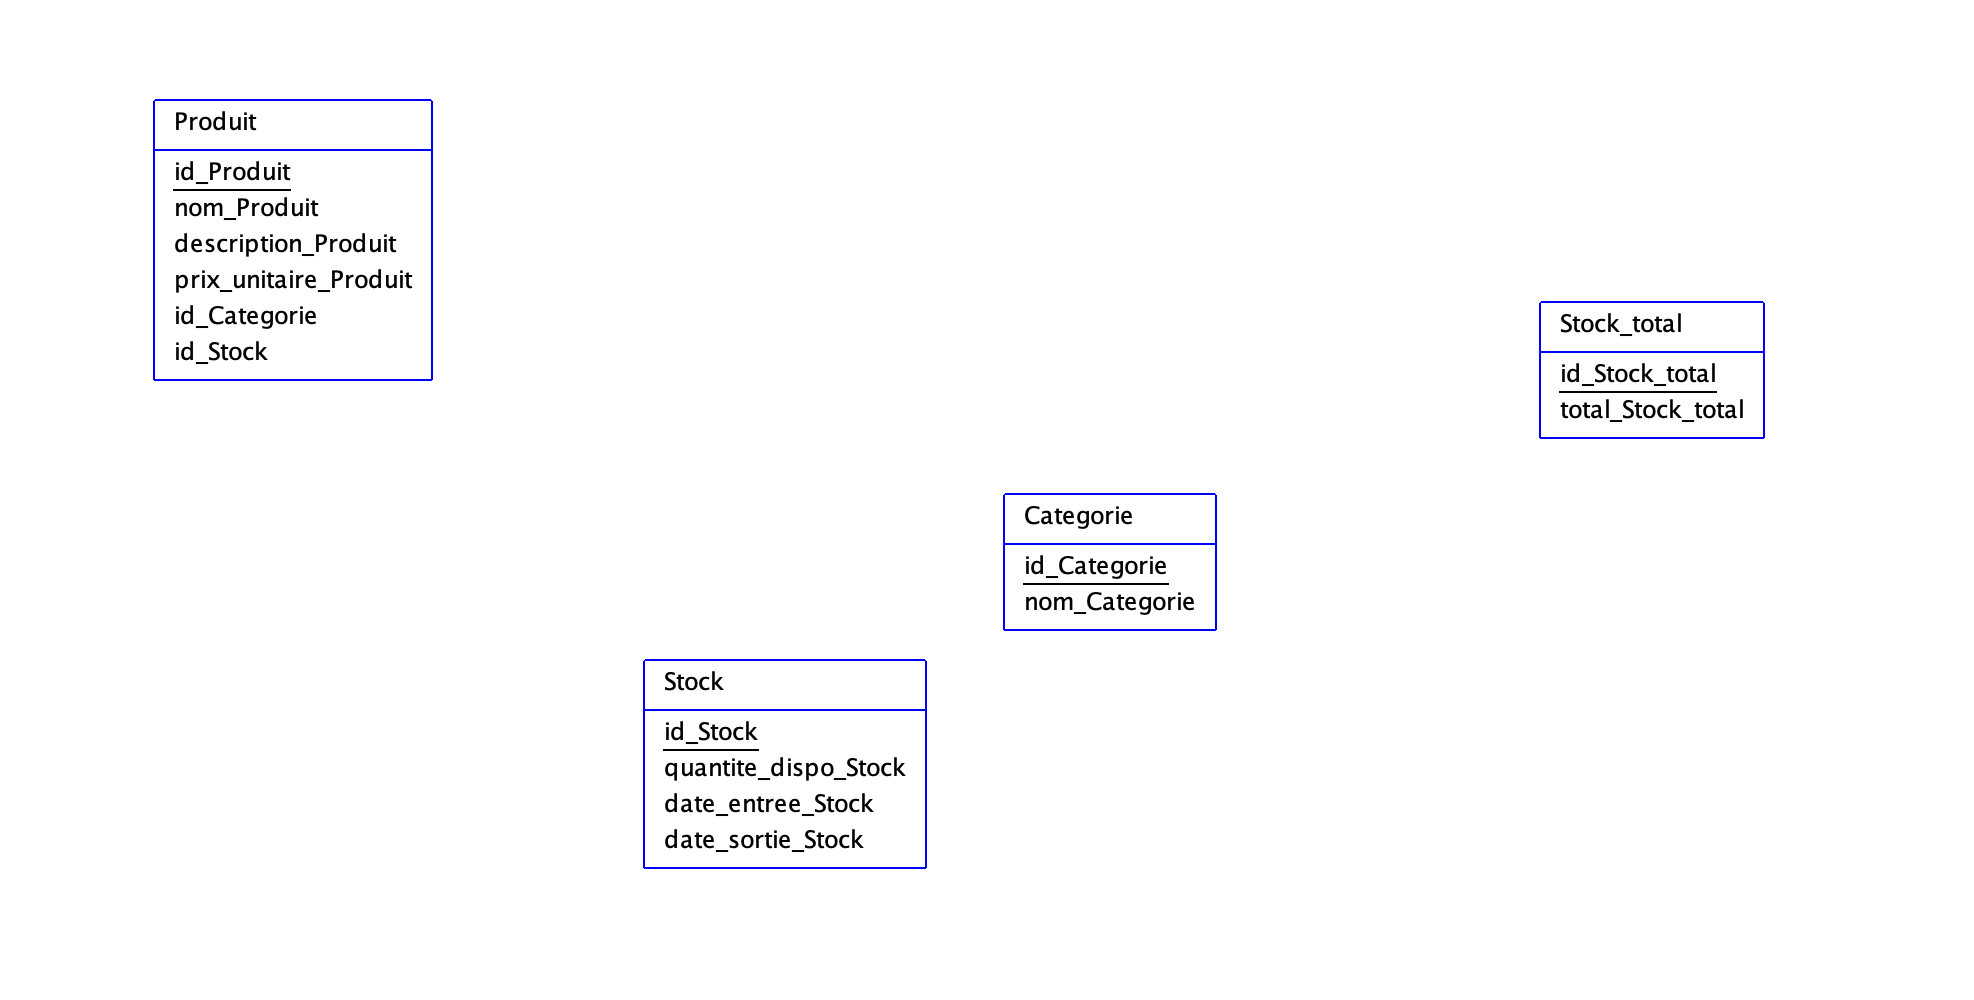 Produit
id_Produit
nom_Produit
description_Produit
prix_unitaire_Produit
id_Categorie
id_Stock
Stock_total
id_Stock_total
total_Stock_total
Categorie
id_Categorie
nom_Categorie
Stock
id_Stock
quantite_dispo_Stock
date_entree_Stock
date_sortie_Stock